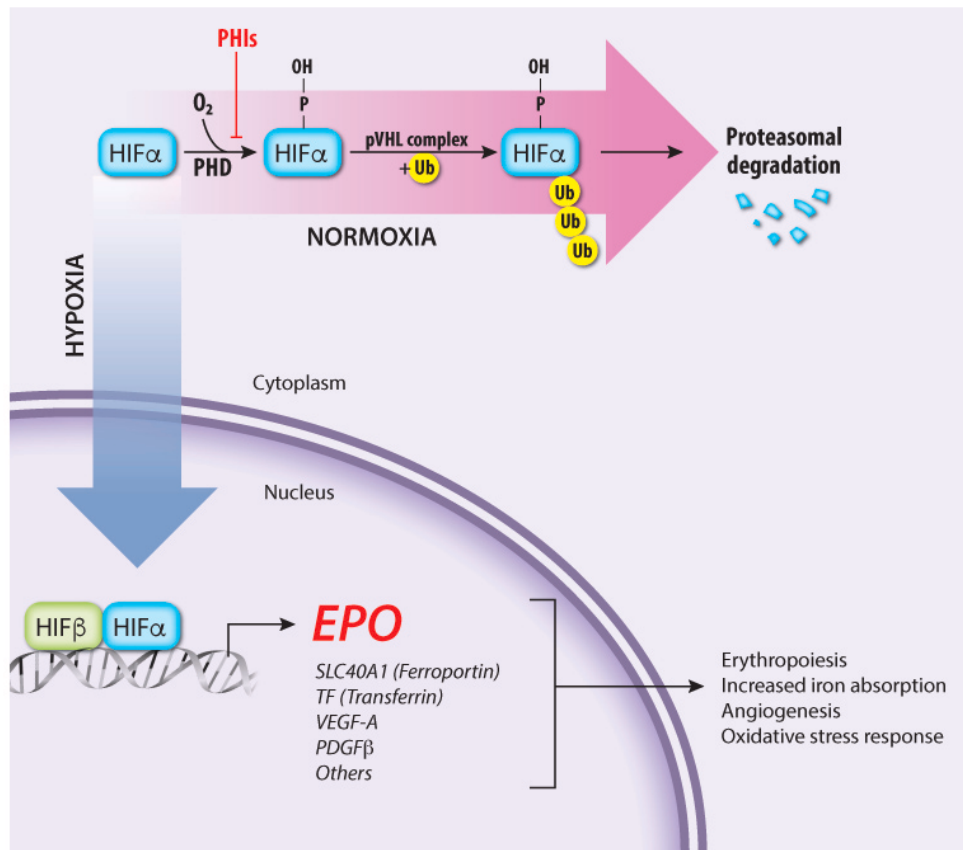 PHIs
OH
P
O₂
HIFα
PHD
HIFα
pVHL complex
+ Ub
OH
P
HIFα
Ub
Ub
Ub
Proteasomal
degradation
NORMOXIA
HYPOXIA
Cytoplasm
Nucleus
HIFβ
HIFα
EPO
SLC40A1 (Ferroportin)
TF (Transferrin)
VEGF-A
PDGFβ
Others
Erythropoiesis
Increased iron absorption
Angiogenesis
Oxidative stress response